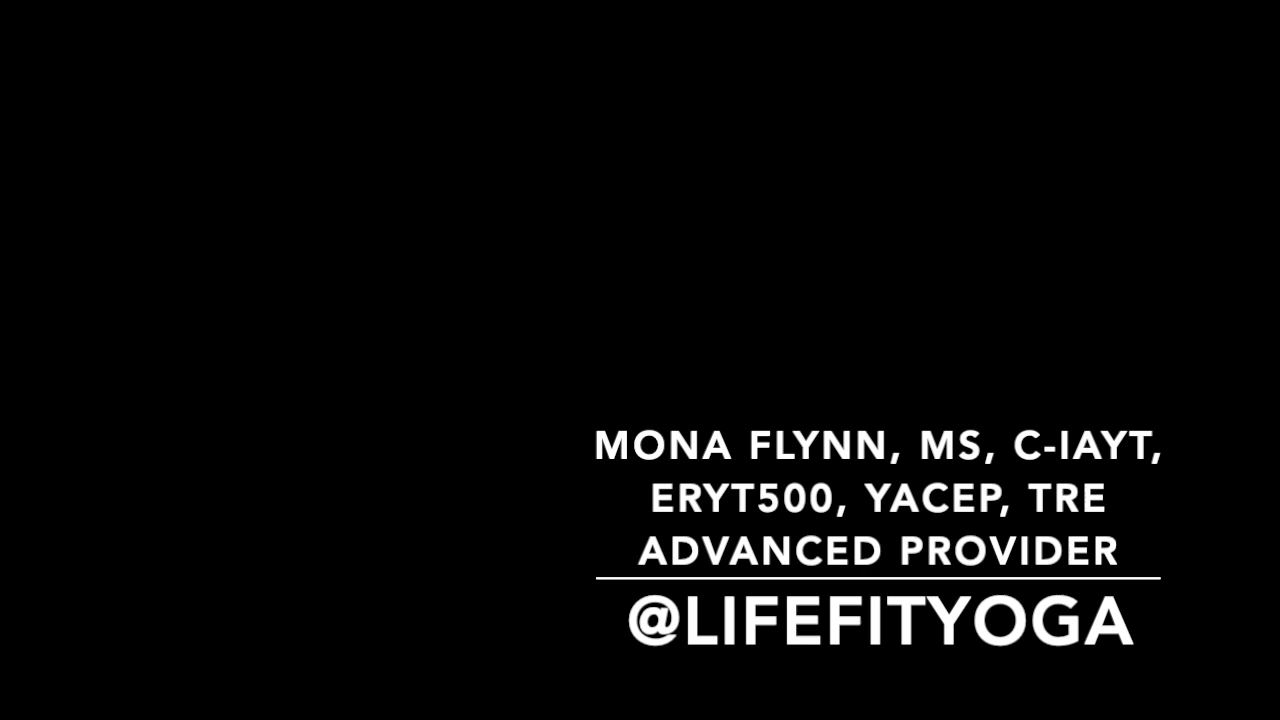 MONA FLYNN, MS, C-IAYT,
ERYT500, YACEP, TRE
ADVANCED PROVIDER
@LIFEFITYOGA